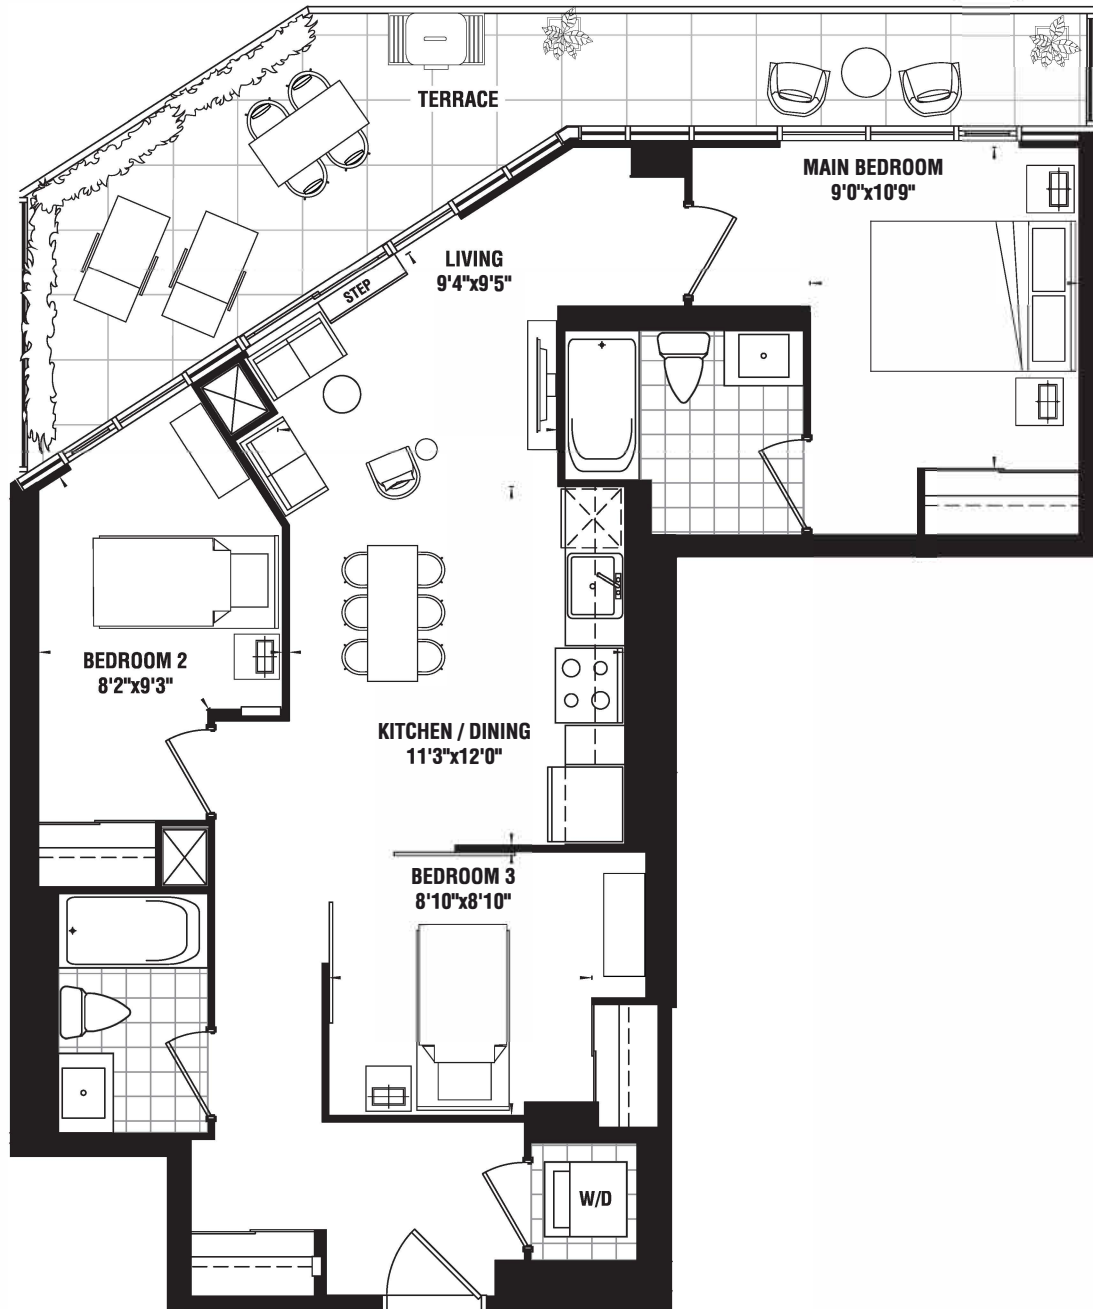 TERRACE
MAIN BEDROOM
9'0"x10'9"
LIVING
9'4"x9'5"
STEP
BEDROOM 2
8'2"x9'3"
KITCHEN / DINING
11'3"x12'0"
BEDROOM 3
8'10"x8'10"
W/D